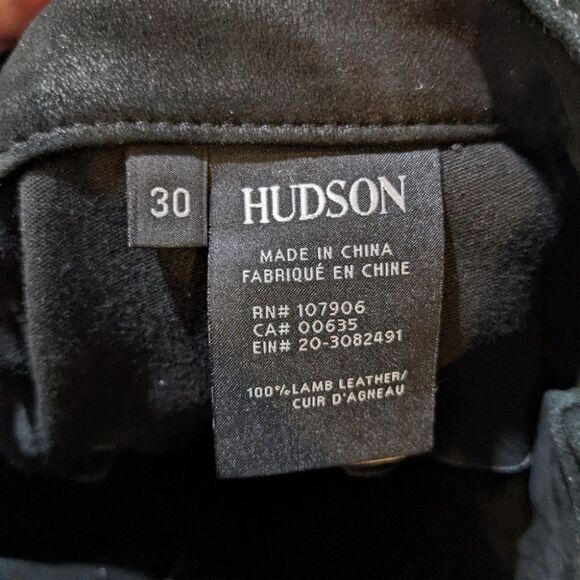 30
HUDSON
MADE IN CHINA
FABRIQUÉ EN CHINE
RN# 107906
CA# 00635
EIN# 20-3082491
100% LAMB LEATHER/
CUIR D'AGNEAU